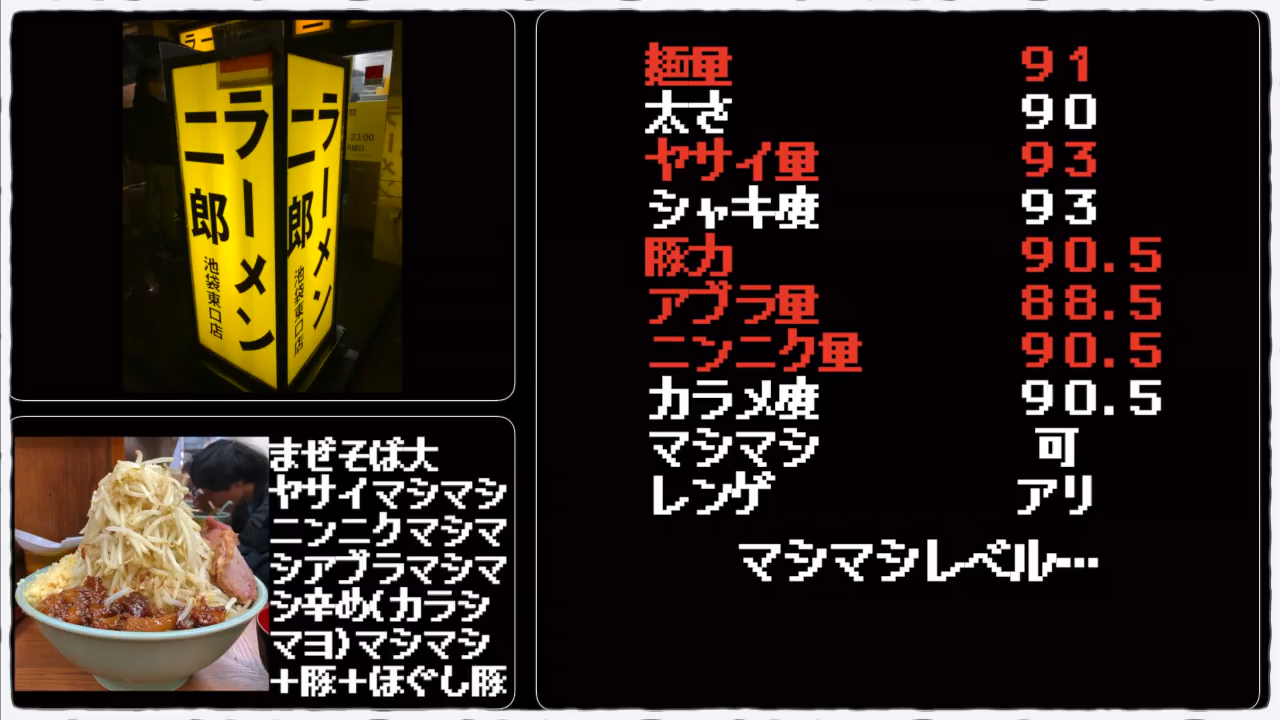 ラー
ラーメン
二郎
池袋東口店
ラーメン
二郎
池袋東口店
23:00
まぜそば大
ヤサイマシマシ
ニンニクマシマ
シアブラマシマ
シ辛め(カラシ
マヨ)マシマシ
+豚+ほぐし豚
麺量 91
太さ 90
ヤサイ量 93
シャキ度 93
豚力 90.5
アブラ量 88.5
ニンニク量 90.5
カラメ度 90.5
マシマシ 可
レンゲ アリ
マシマシレベル…